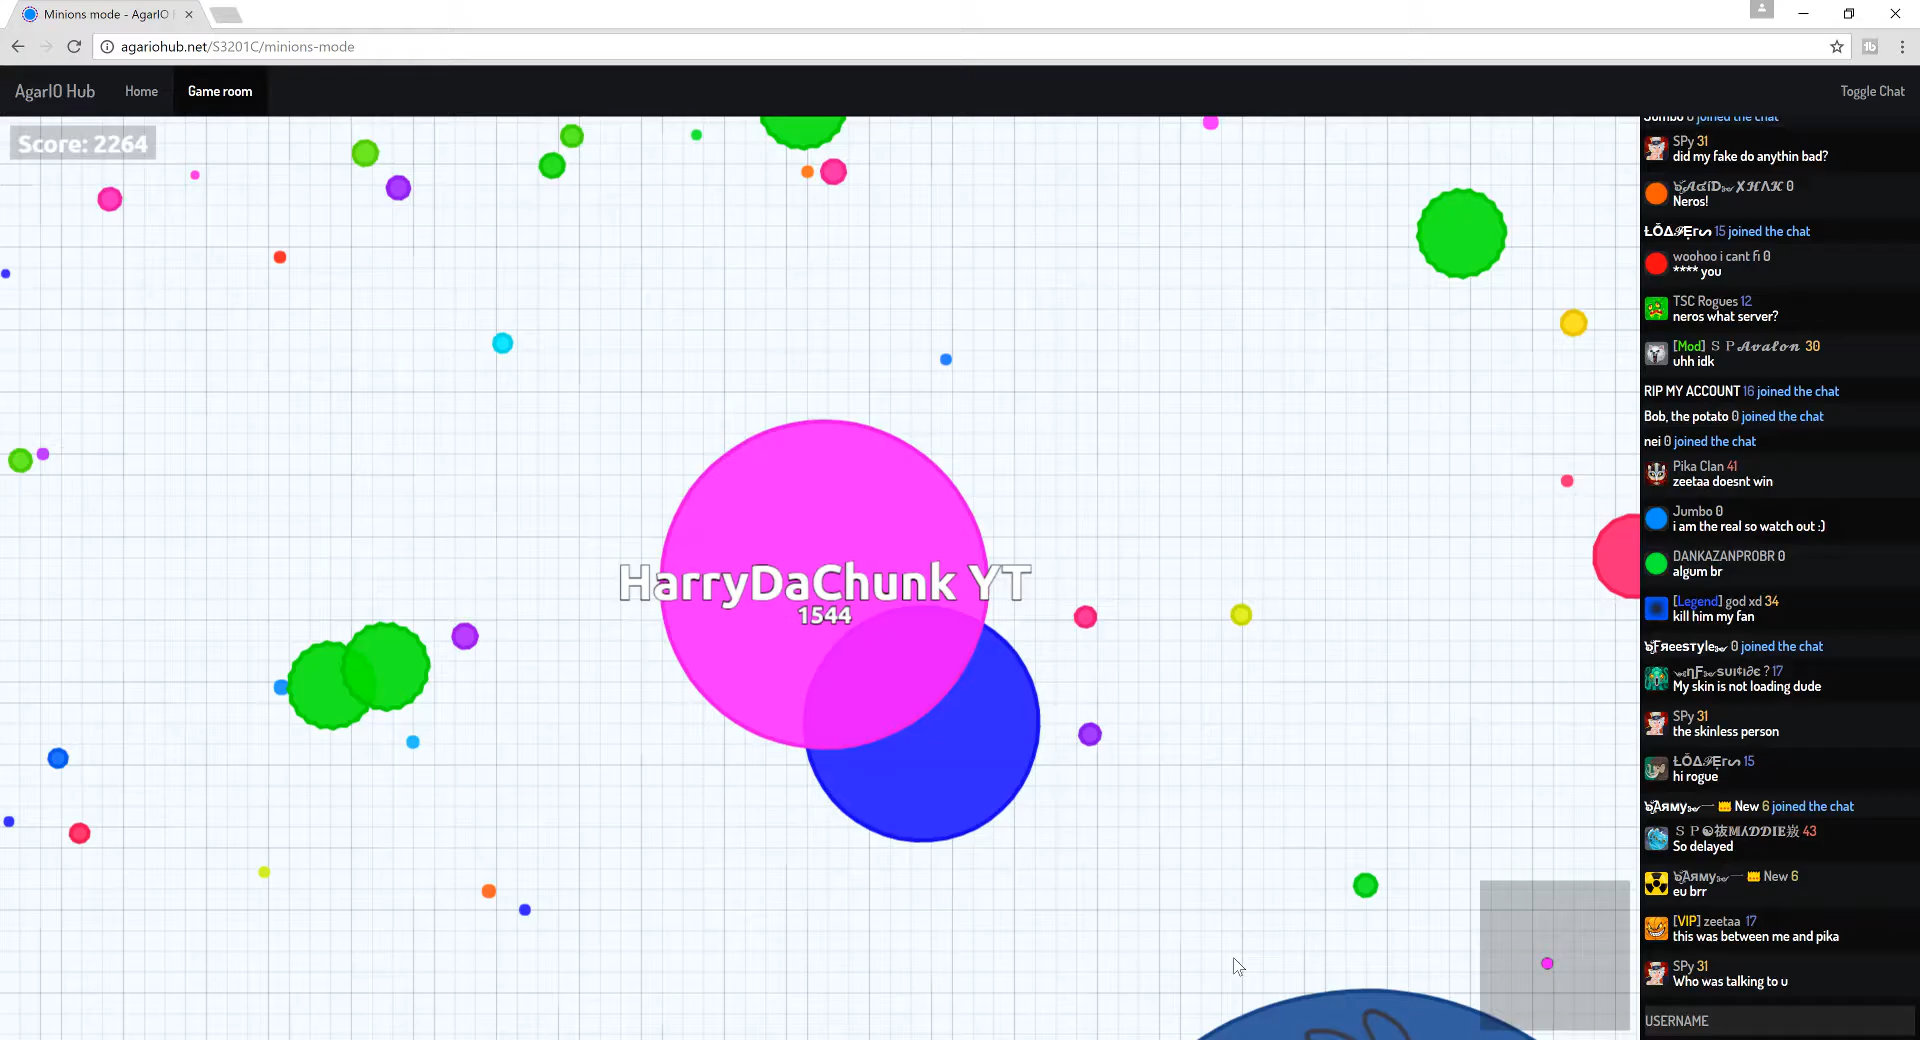 Minions mode - AgarIO
agariohub.net/S3201C/minions-mode
AgarIO Hub
Home
Game room
Toggle Chat
Score: 2264
HarryDaChunk YT
1544
Jumbo 0 joined the chat
SPy 31
did my fake do anythin bad?
0
Neros!
15 joined the chat
woohoo i cant fi 0
**** you
TSC Rogues 12
neros what server?
[Mod] S P 𝓐𝓿𝓪𝓵𝓸𝓷 30
uhh idk
RIP MY ACCOUNT 16 joined the chat
Bob, the potato 0 joined the chat
nei 0 joined the chat
Pika Clan 41
zeetaa doesnt win
Jumbo 0
i am the real so watch out :)
DANKAZANPROBR 0
algum br
[Legend] god xd 34
kill him my fan
0 joined the chat
17
My skin is not loading dude
SPy 31
the skinless person
15
hi rogue
New 6 joined the chat
43
So delayed
New 6
eu brr
[VIP] zeetaa 17
this was between me and pika
SPy 31
Who was talking to u
USERNAME